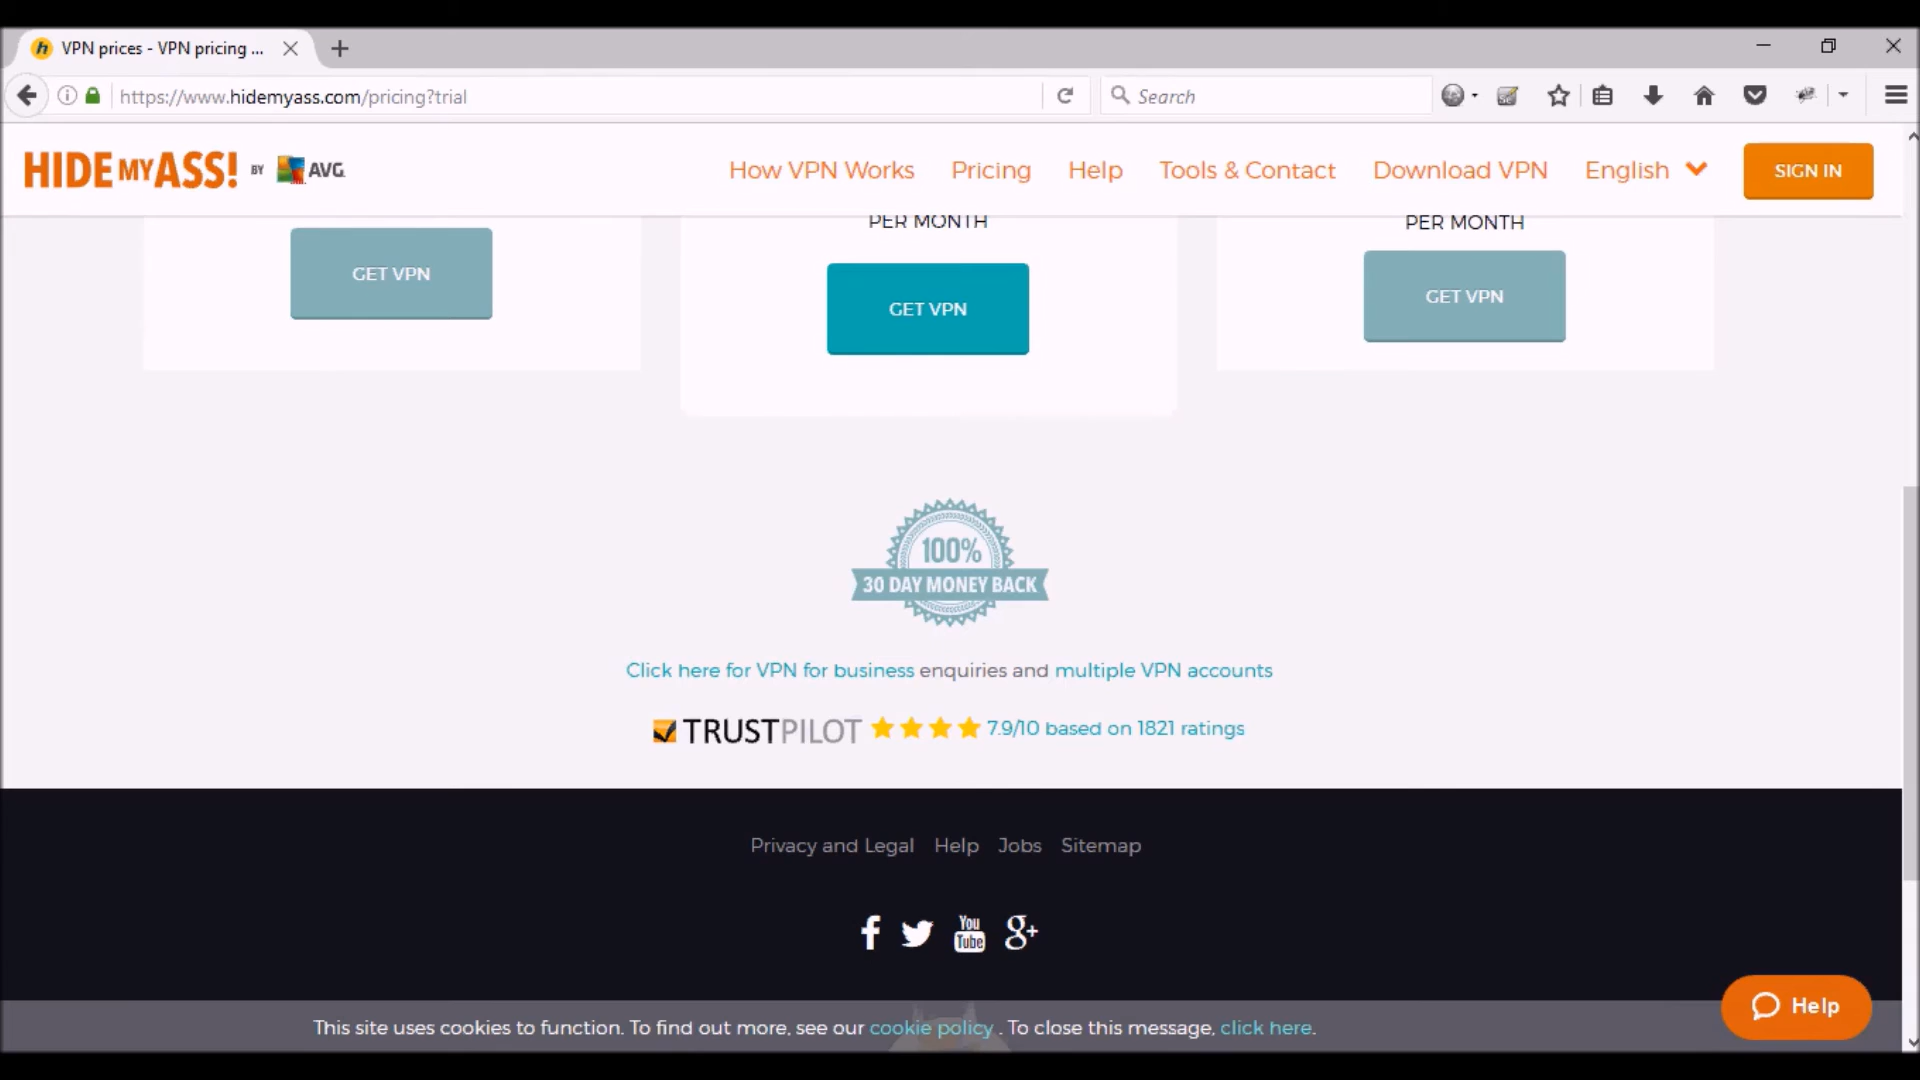 VPN prices - VPN pricing ...
https://www.hidemyass.com/pricing?trial
Search
HIDE MY ASS! BY AVG
How VPN Works
Pricing
Help
Tools & Contact
Download VPN
English
SIGN IN
PER MONTH
PER MONTH
GET VPN
GET VPN
GET VPN
100%
30 DAY MONEY BACK
Click here for VPN for business enquiries and multiple VPN accounts
TRUSTPILOT 7.9/10 based on 1821 ratings
Privacy and Legal Help Jobs Sitemap
You
Tube
g+
Help
This site uses cookies to function. To find out more, see our cookie policy . To close this message, click here.